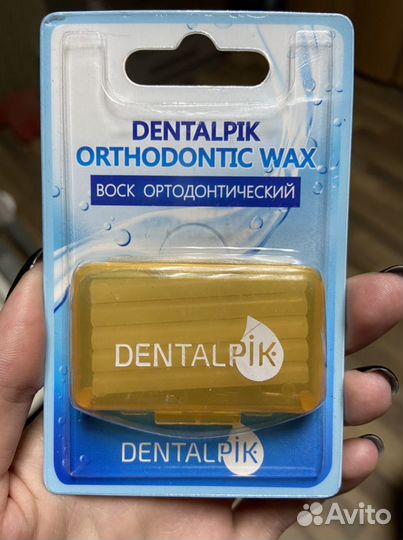 DENTALPIK
ORTHODONTIC WAX
ВОСК ОРТОДОНТИЧЕСКИЙ
DENTALPIK
DENTALPIK
Avito